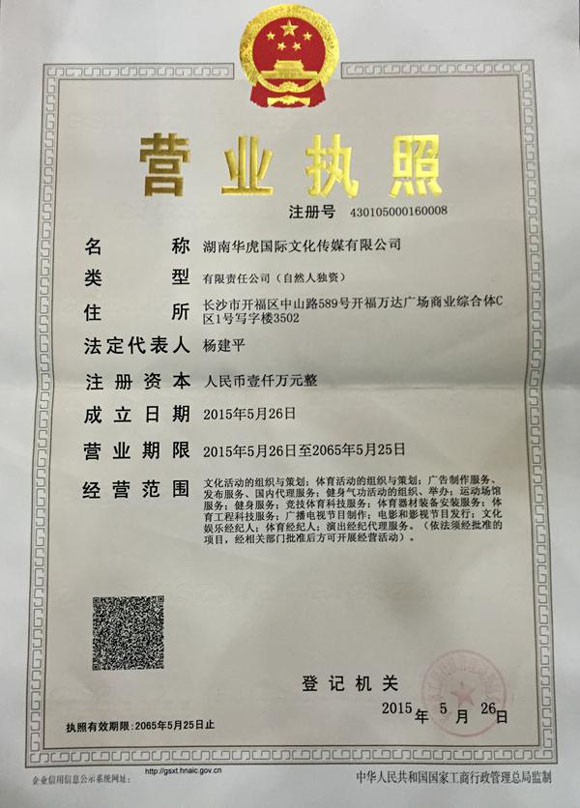 营业执照
注册号 430105000160008
名称 湖南华虎国际文化传媒有限公司
类型 有限责任公司（自然人独资）
住所 长沙市开福区中山路589号开福万达广场商业综合体C
区1号写字楼3502
法定代表人 杨建平
注册资本 人民币壹仟万元整
成立日期 2015年5月26日
营业期限 2015年5月26日至2065年5月25日
经营范围 文化活动的组织与策划；体育活动的组织与策划；广告制作服务、
发布服务、国内代理服务；健身气功活动的组织、举办；运动场馆
服务；健身服务；竞技体育科技服务；体育器材装备安装服务；体
育工程科技服务；广播电视节目制作；电影和影视节目发行；文化
娱乐经纪人；体育经纪人；演出经纪代理服务。（依法须经批准的
项目，经相关部门批准后方可开展经营活动）。
登记机关
2015年 5月 26日
执照有效期限:2065年5月25日止
企业信用信息公示系统网址： http://gsxt.hnaic.gov.cn
中华人民共和国国家工商行政管理总局监制